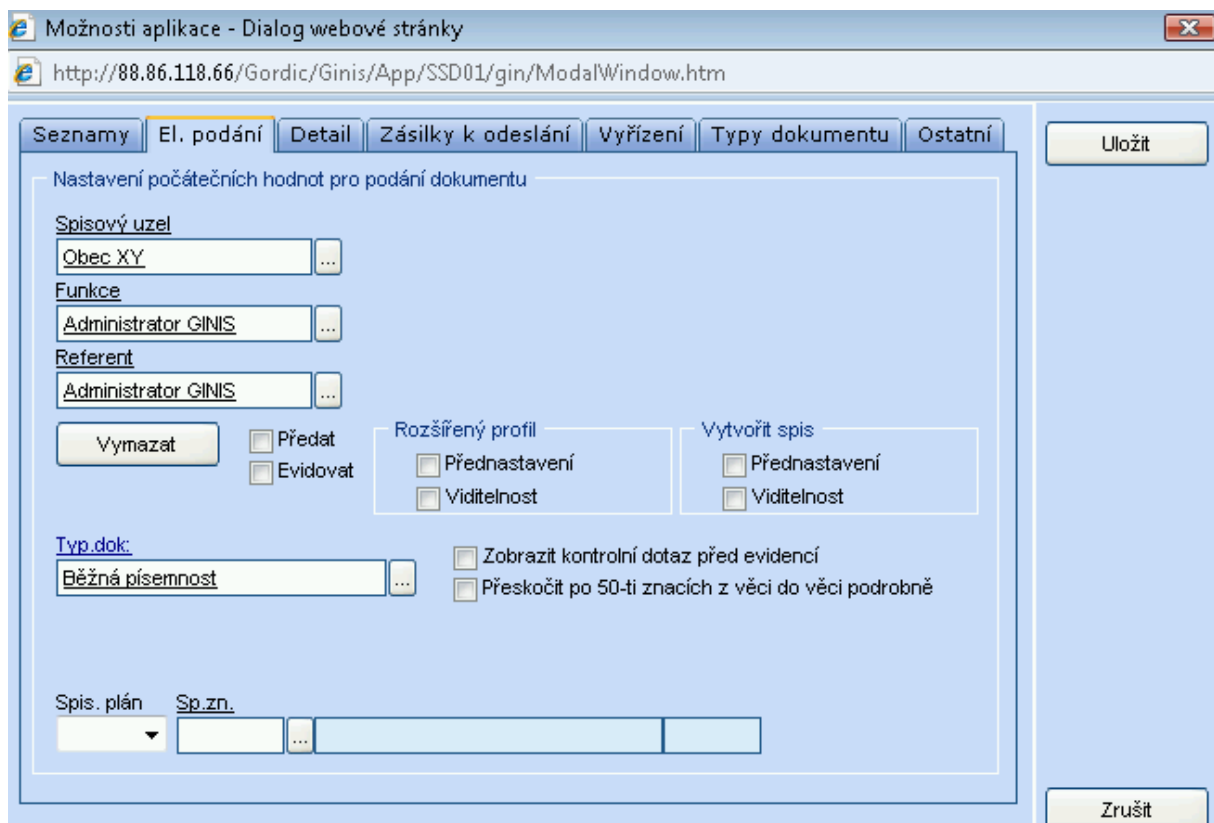 Možnosti aplikace - Dialog webové stránky
http://88.86.118.66/Gordic/Ginis/App/SSD01/gin/ModalWindow.htm
Seznamy El. podání Detail Zásilky k odeslání Vyřízení Typy dokumentu Ostatní
Uložit
Nastavení počátečních hodnot pro podání dokumentu
Spisový uzel
Obec XY ...
Funkce
Administrator GINIS ...
Referent
Administrator GINIS ...
Vymazat
Předat
Evidovat
Rozšířený profil
Přednastavení
Viditelnost
Vytvořit spis
Přednastavení
Viditelnost
Typ.dok:
Běžná písemnost ...
Zobrazit kontrolní dotaz před evidencí
Přeskočit po 50-ti znacích z věci do věci podrobně
Spis. plán Sp.zn.
...
Zrušit